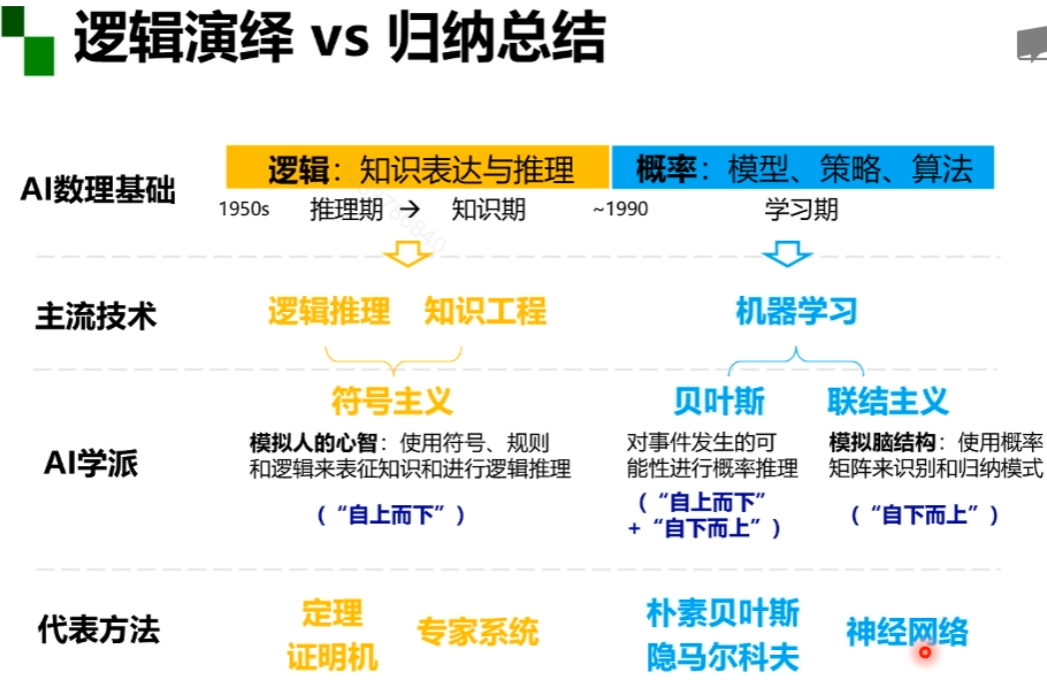 逻辑演绎 vs 归纳总结
AI数理基础
逻辑：知识表达与推理
概率：模型、策略、算法
1950s 推理期 → 知识期 ~1990 学习期
主流技术
逻辑推理 知识工程
机器学习
AI学派
符号主义
模拟人的心智：使用符号、规则
和逻辑来表征知识和进行逻辑推理
（“自上而下”）
贝叶斯
对事件发生的可
能性进行概率推理
（“自上而下”
+“自下而上”）
联结主义
模拟脑结构：使用概率
矩阵来识别和归纳模式
（“自下而上”）
代表方法
定理
证明机
专家系统
朴素贝叶斯
隐马尔科夫
神经网络